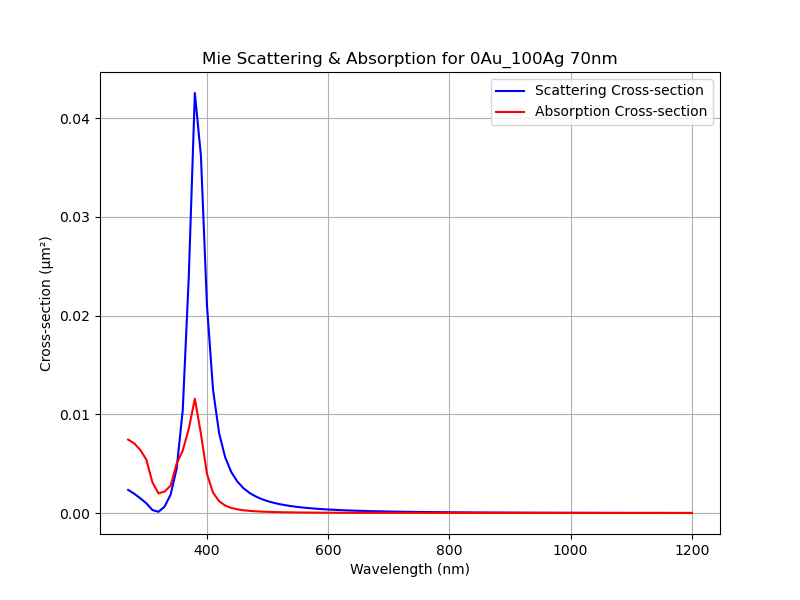 Mie Scattering & Absorption for 0Au_100Ag 70nm
Scattering Cross-section
Absorption Cross-section
Cross-section (μm²)
0.04
0.03
0.02
0.01
0.00
400 600 800 1000 1200
Wavelength (nm)